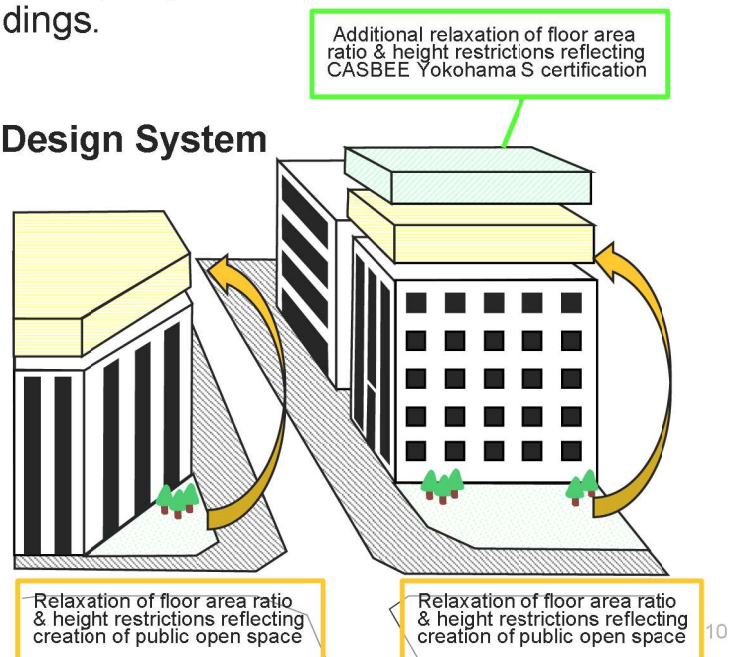 dings.
Additional relaxation of floor area
ratio & height restrictions reflecting
CASBEE Yokohama S certification
Design System
Relaxation of floor area ratio
& height restrictions reflecting
creation of public open space
Relaxation of floor area ratio
& height restrictions reflecting
creation of public open space
10